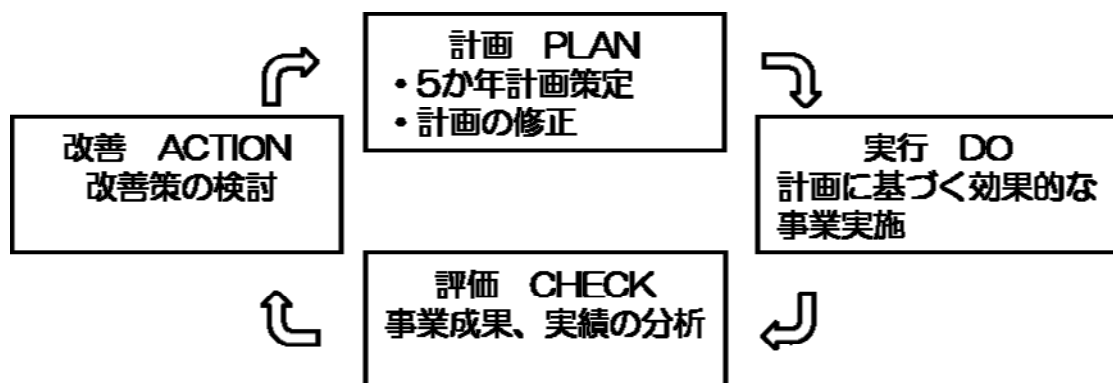 計画　PLAN
・5か年計画策定
・計画の修正
改善　ACTION
改善策の検討
実行　DO
計画に基づく効果的な
事業実施
評価　CHECK
事業成果、実績の分析